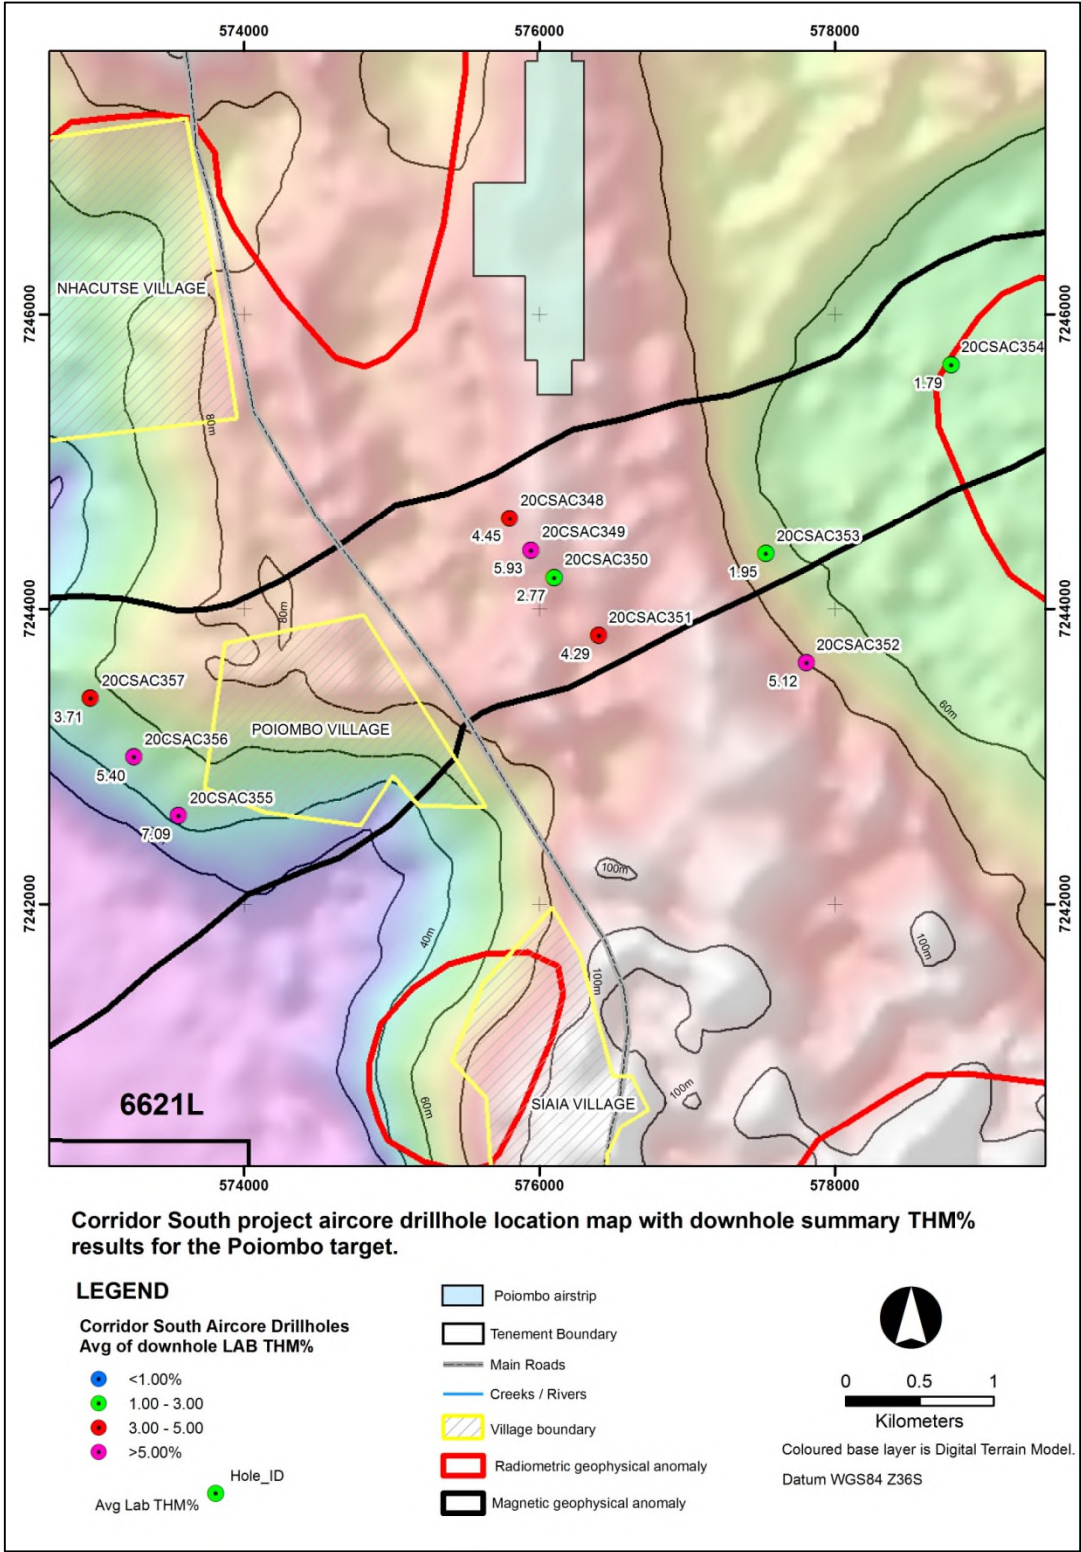 574000
576000
578000
7246000
7246000
NHACUTSE VILLAGE
20CSAC354
1.79
80m
20CSAC348
4.45
20CSAC349
5.93
20CSAC350
2.77
20CSAC353
1.95
7244000
7244000
80m
20CSAC351
4.29
20CSAC352
5.12
20CSAC357
3.71
60m
POIOMBO VILLAGE
20CSAC356
5.40
20CSAC355
7.09
100m
7242000
7242000
40m
100m
100m
100m
60m
SIAIA VILLAGE
6621L
574000
576000
578000
Corridor South project aircore drillhole location map with downhole summary THM%
results for the Poiombo target.
LEGEND
Corridor South Aircore Drillholes
Avg of downhole LAB THM%
<1.00%
1.00 - 3.00
3.00 - 5.00
>5.00%
Hole_ID
Avg Lab THM%
Poiombo airstrip
Tenement Boundary
Main Roads
Creeks / Rivers
Village boundary
Radiometric geophysical anomaly
Magnetic geophysical anomaly
0 0.5 1
Kilometers
Coloured base layer is Digital Terrain Model.
Datum WGS84 Z36S